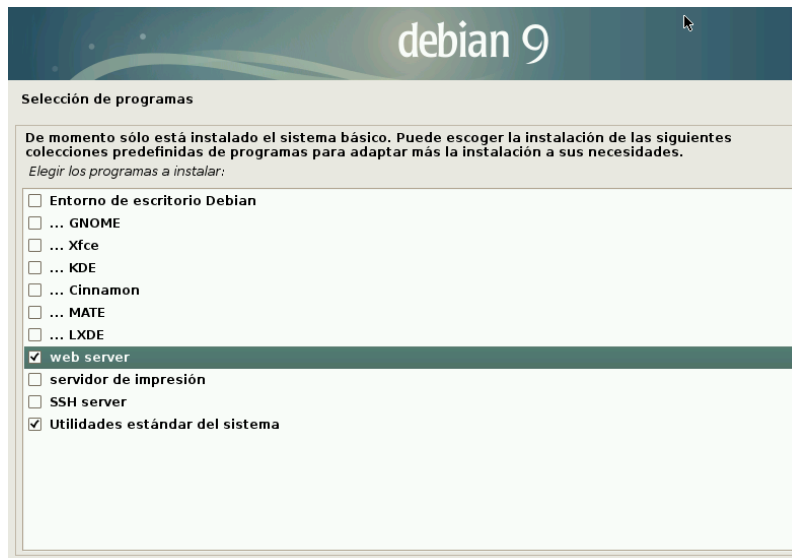 debian 9
Selección de programas
De momento sólo está instalado el sistema básico. Puede escoger la instalación de las siguientes
colecciones predefinidas de programas para adaptar más la instalación a sus necesidades.
Elegir los programas a instalar:
Entorno de escritorio Debian
... GNOME
... Xfce
... KDE
... Cinnamon
... MATE
... LXDE
web server
servidor de impresión
SSH server
Utilidades estándar del sistema